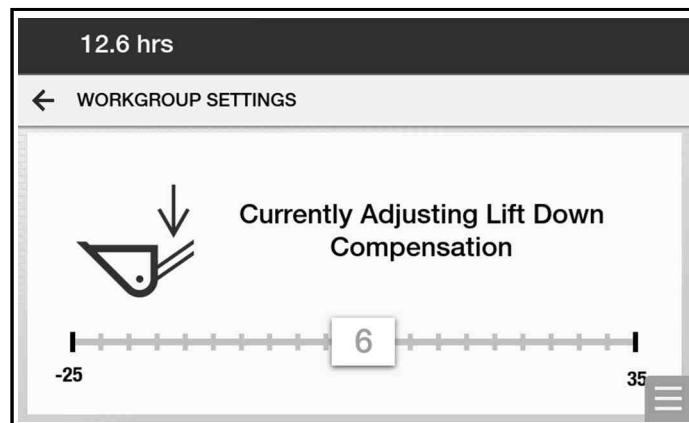 12.6 hrs
WORKGROUP SETTINGS
Currently Adjusting Lift Down
Compensation
6
-25
35